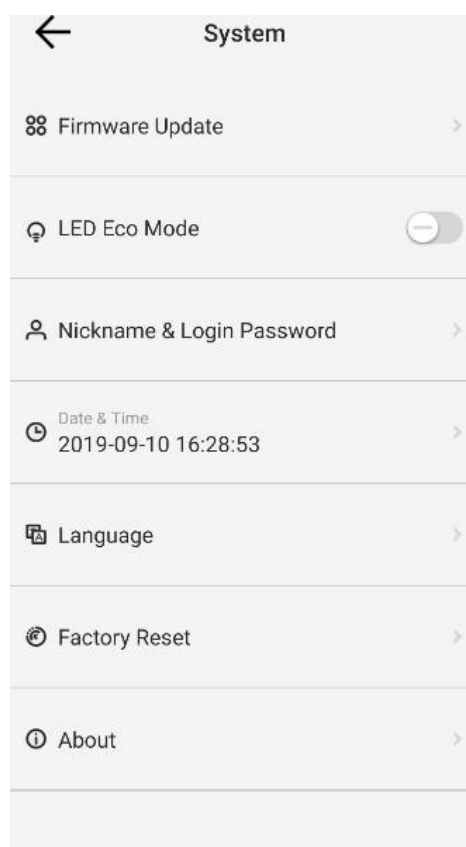 System
Firmware Update
LED Eco Mode
Nickname & Login Password
Date & Time
2019-09-10 16:28:53
Language
Factory Reset
About